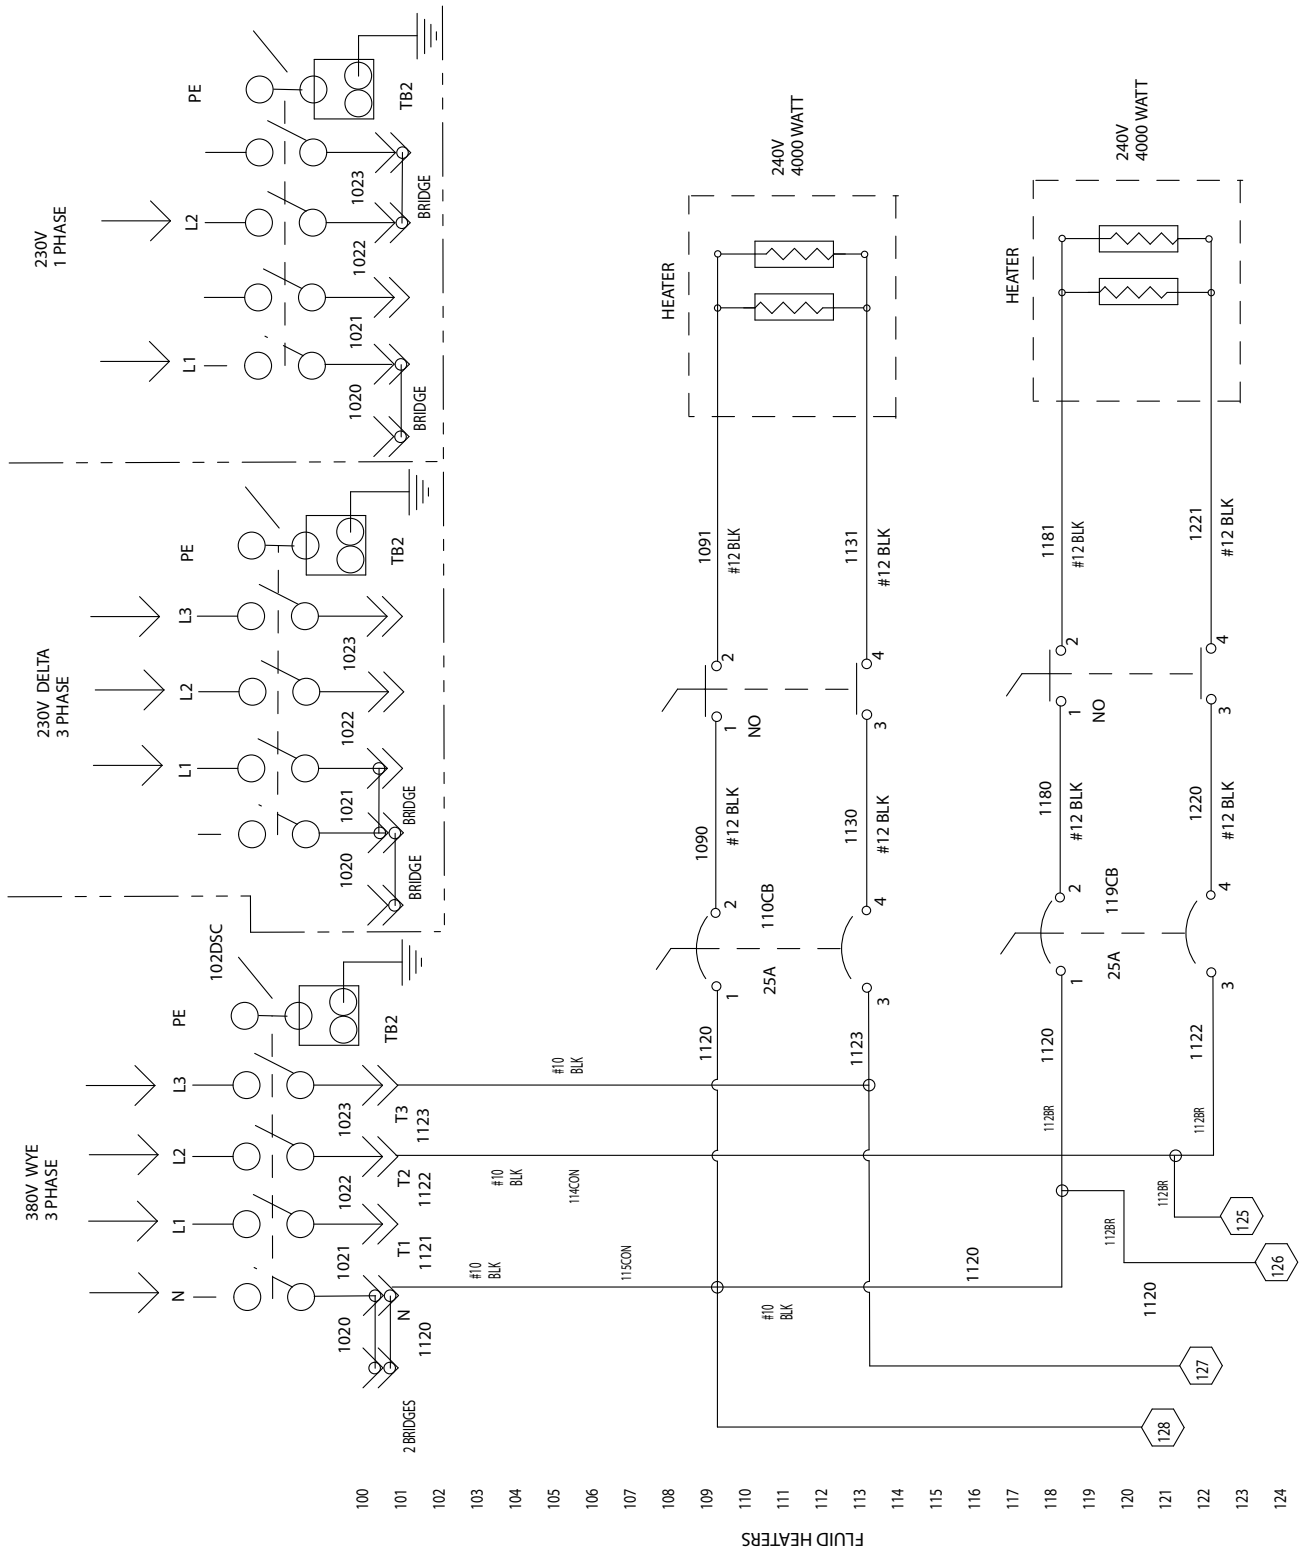 FLUID HEATERS
100
101
102
103
104
105
106
107
108
109
110
111
112
113
114
115
116
117
118
119
120
121
122
123
124
380V WYE
3 PHASE
N
L1
L2
L3
PE
102DSC
1020
1021
1022
1023
TB2
2 BRIDGES
N
1120
T1
1121
T2
1122
T3
1123
230V DELTA
3 PHASE
L1
L2
L3
PE
1020
1021
1022
1023
TB2
BRIDGE
BRIDGE
230V
1 PHASE
L1
L2
PE
1020
1021
1022
1023
TB2
BRIDGE
BRIDGE
#10
BLK
#10
BLK
#10
BLK
114CON
115CON
#10
BLK
1120
1
25A
2
110CB
1090
#12 BLK
1
NO
2
1091
#12 BLK
HEATER
240V
4000 WATT
1123
3
4
1130
#12 BLK
3
4
1131
#12 BLK
1120
112BR
1120
1
25A
2
119CB
1180
#12 BLK
1
NO
2
1181
#12 BLK
HEATER
240V
4000 WATT
112BR
1120
112BR
112BR
1122
3
4
1220
#12 BLK
3
4
1221
#12 BLK
128
127
126
125